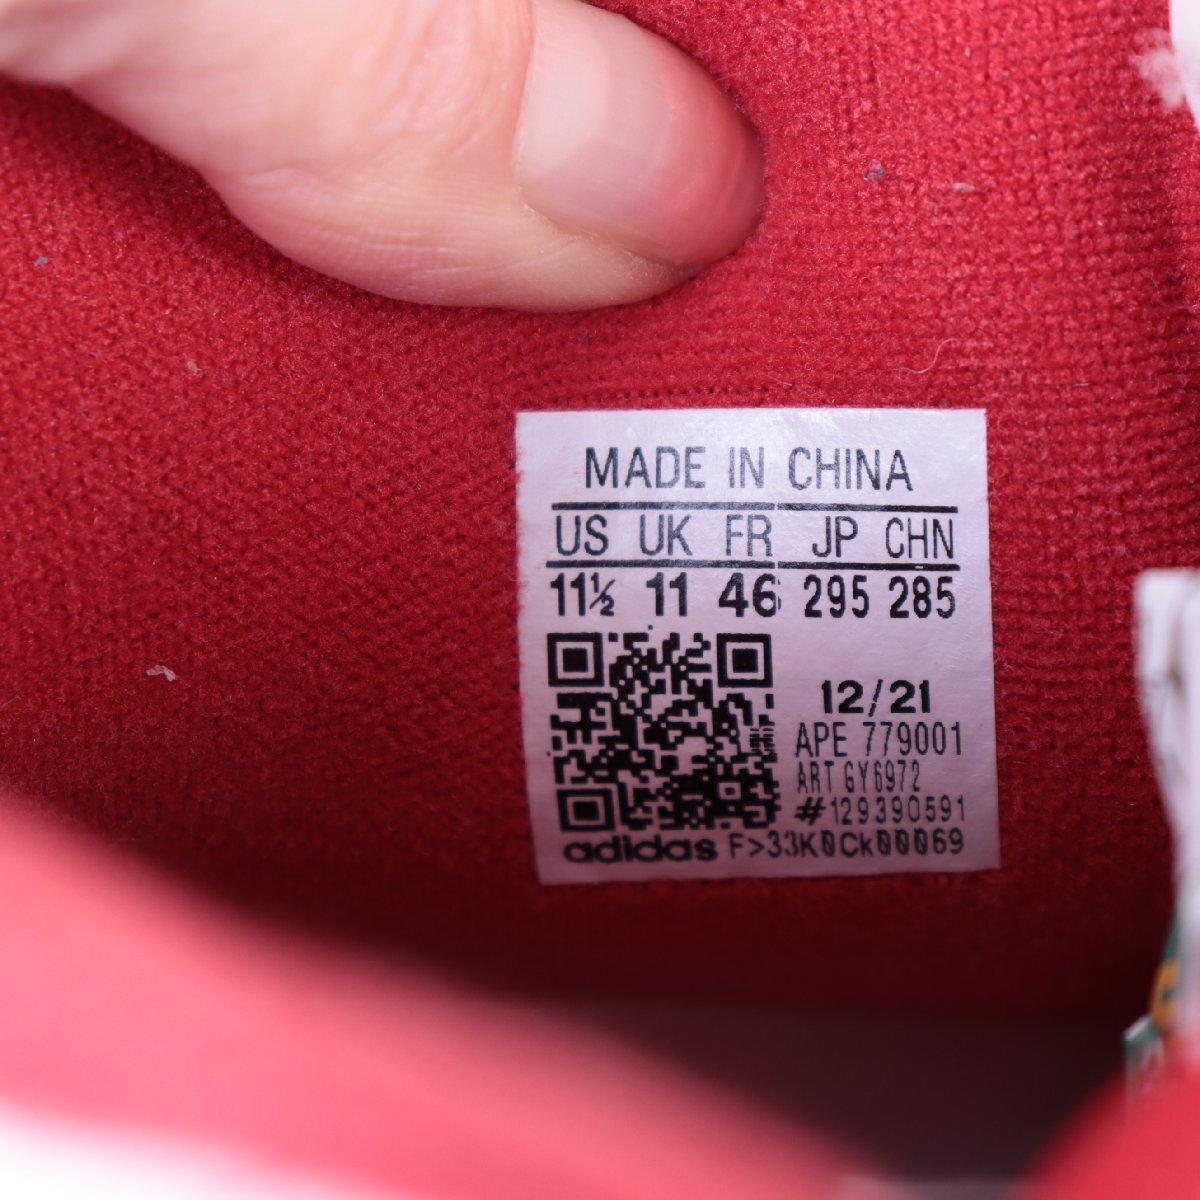 MADE IN CHINA
US UK FR JP CHN
11½ 11 46 295 285
12/21
APE 779001
ART GY6972
#129390591
adidas F>33K0Ck00069